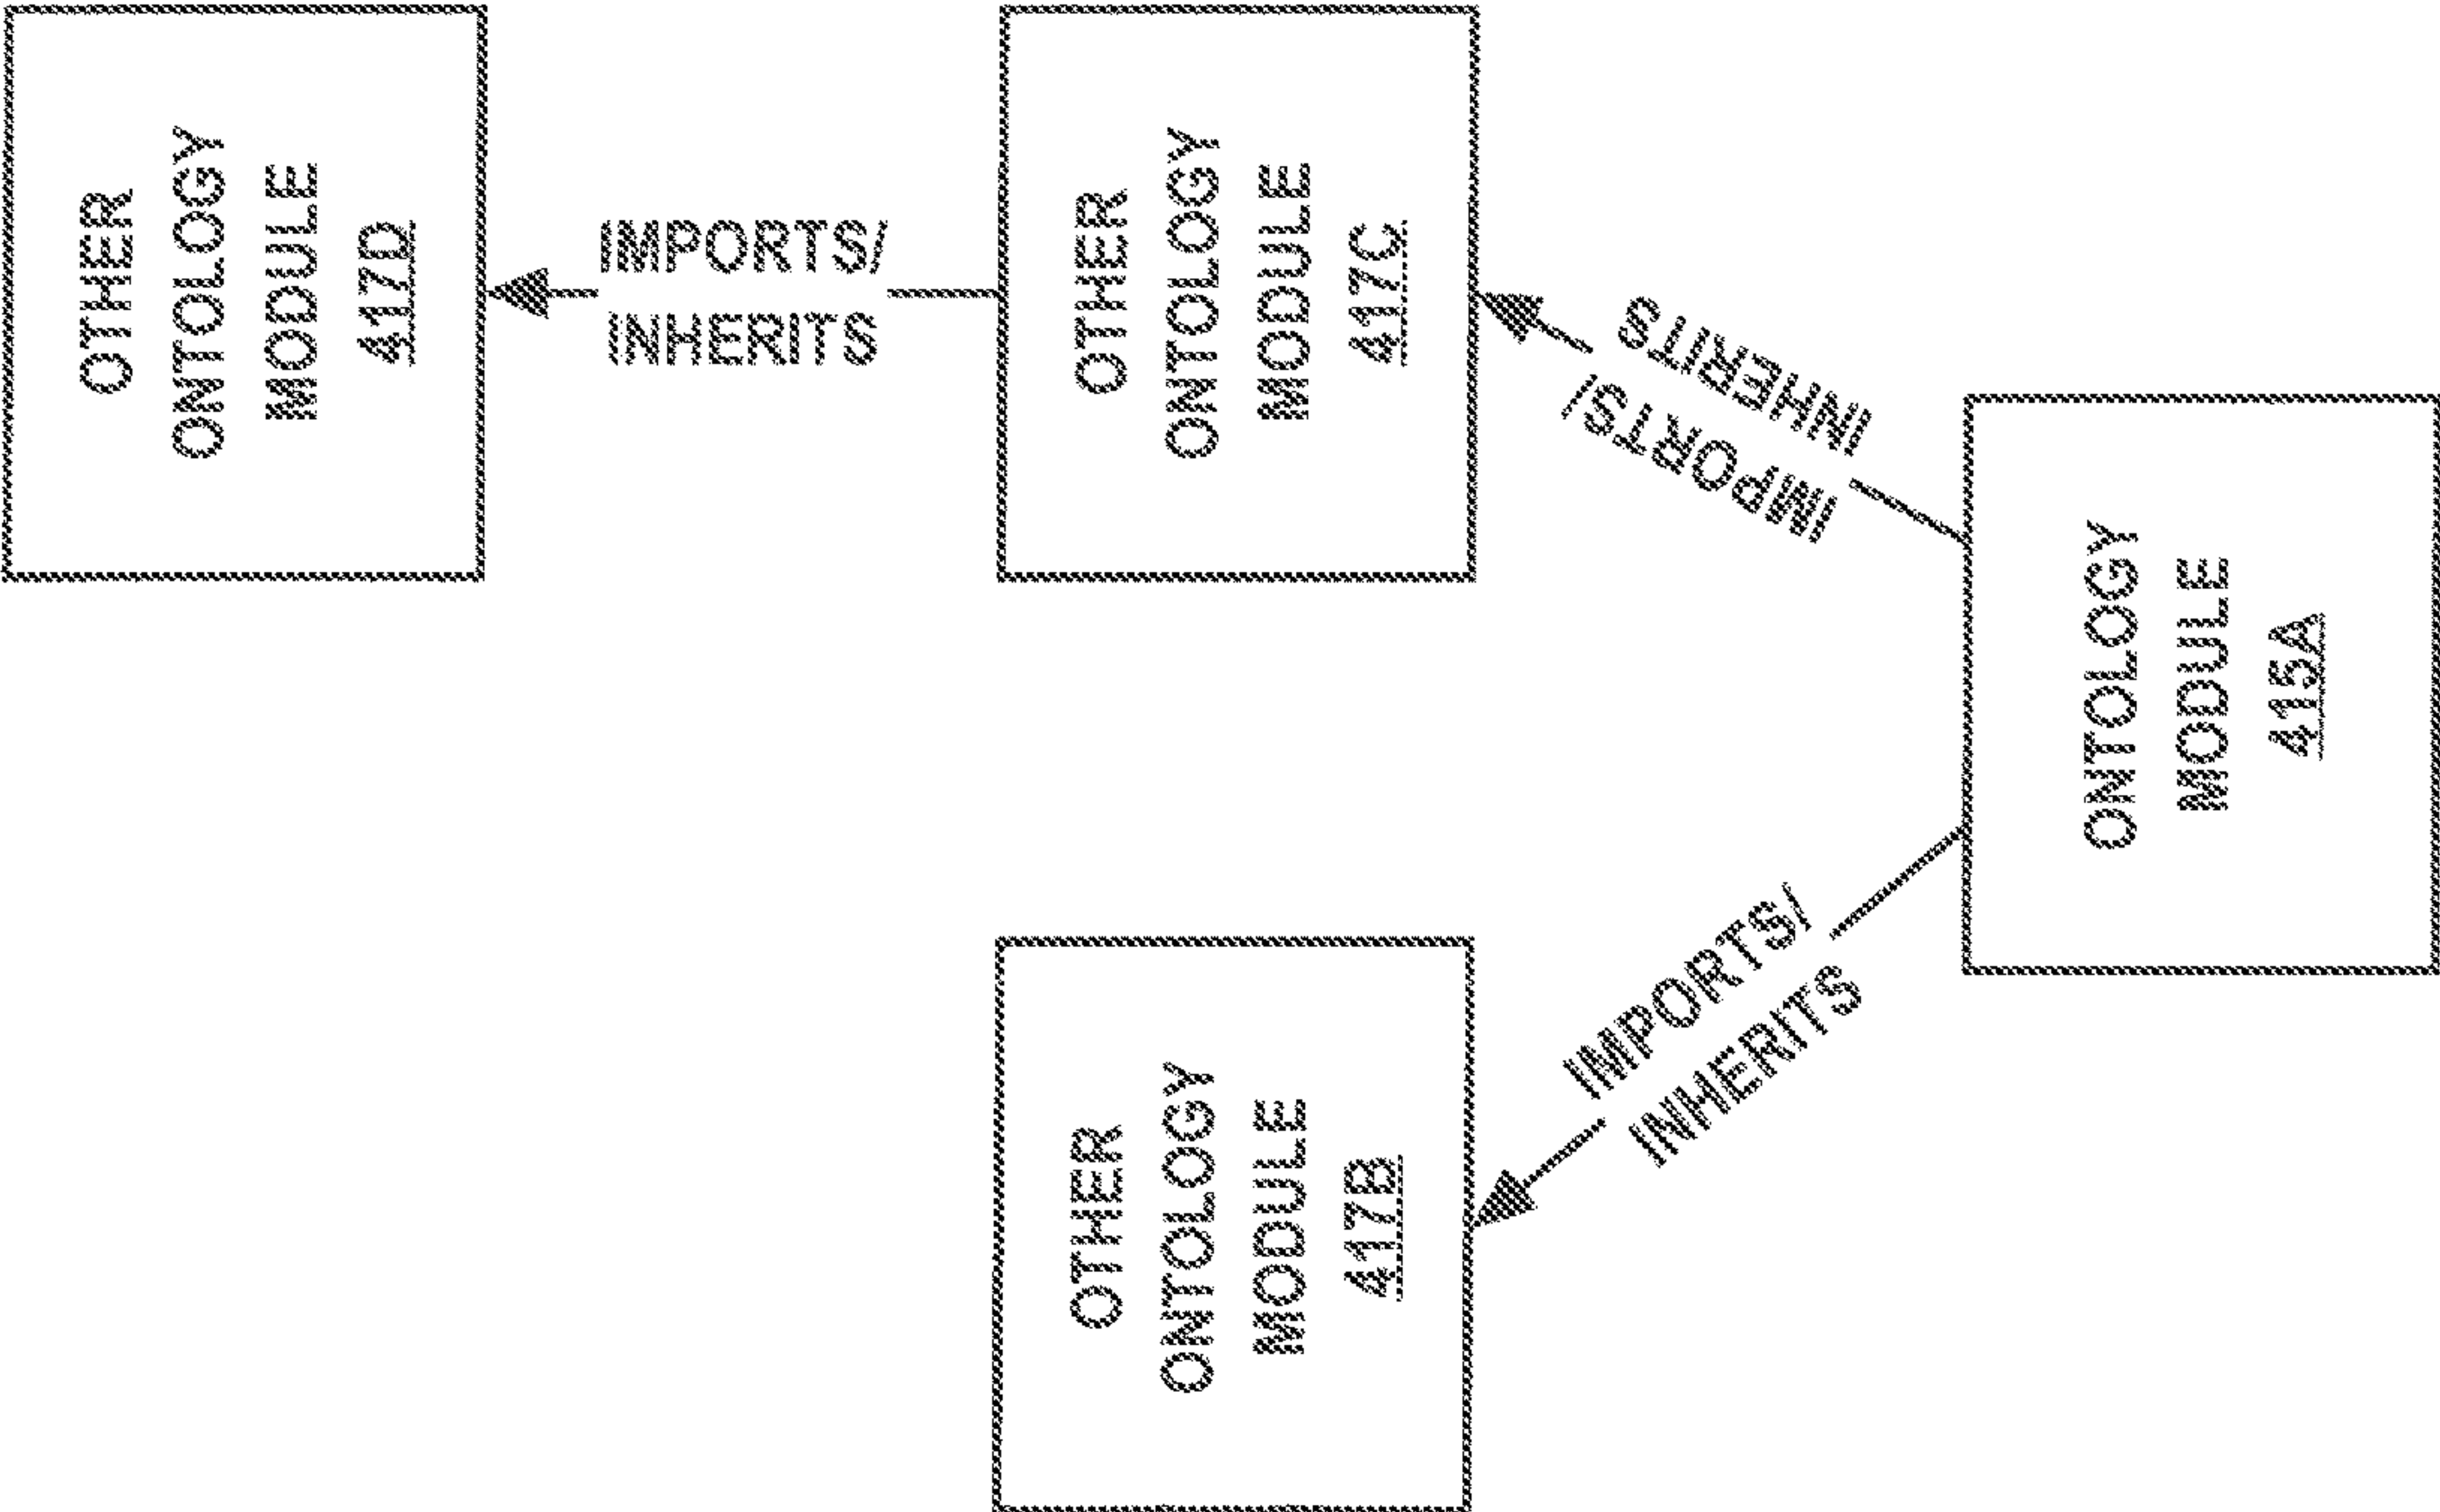 OTHER
ONTOLOGY
MODULE
417D
IMPORTS/
INHERITS
OTHER
ONTOLOGY
MODULE
417C
IMPORTS/
INHERITS
OTHER
ONTOLOGY
MODULE
417B
IMPORTS/
INHERITS
ONTOLOGY
MODULE
415A